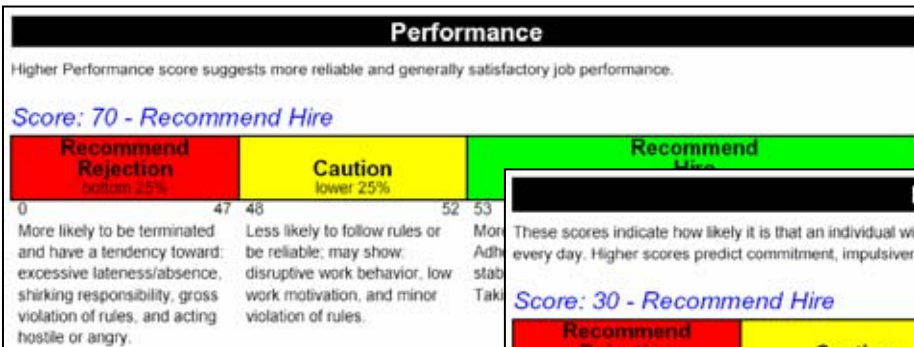 Performance
Higher Performance score suggests more reliable and generally satisfactory job performance.
Score: 70 - Recommend Hire
Recommend
Rejection
bottom 25%
Caution
lower 25%
Recommend
Hire
0 47 48 52 53
More likely to be terminated
and have a tendency toward:
excessive lateness/absence,
shirking responsibility, gross
violation of rules, and acting
hostile or angry.
Less likely to follow rules or
be reliable; may show:
disruptive work behavior, low
work motivation, and minor
violation of rules.
These scores indicate how likely it is that an individual
every day. Higher scores predict commitment,
Score: 30 - Recommend Hire
Recommend